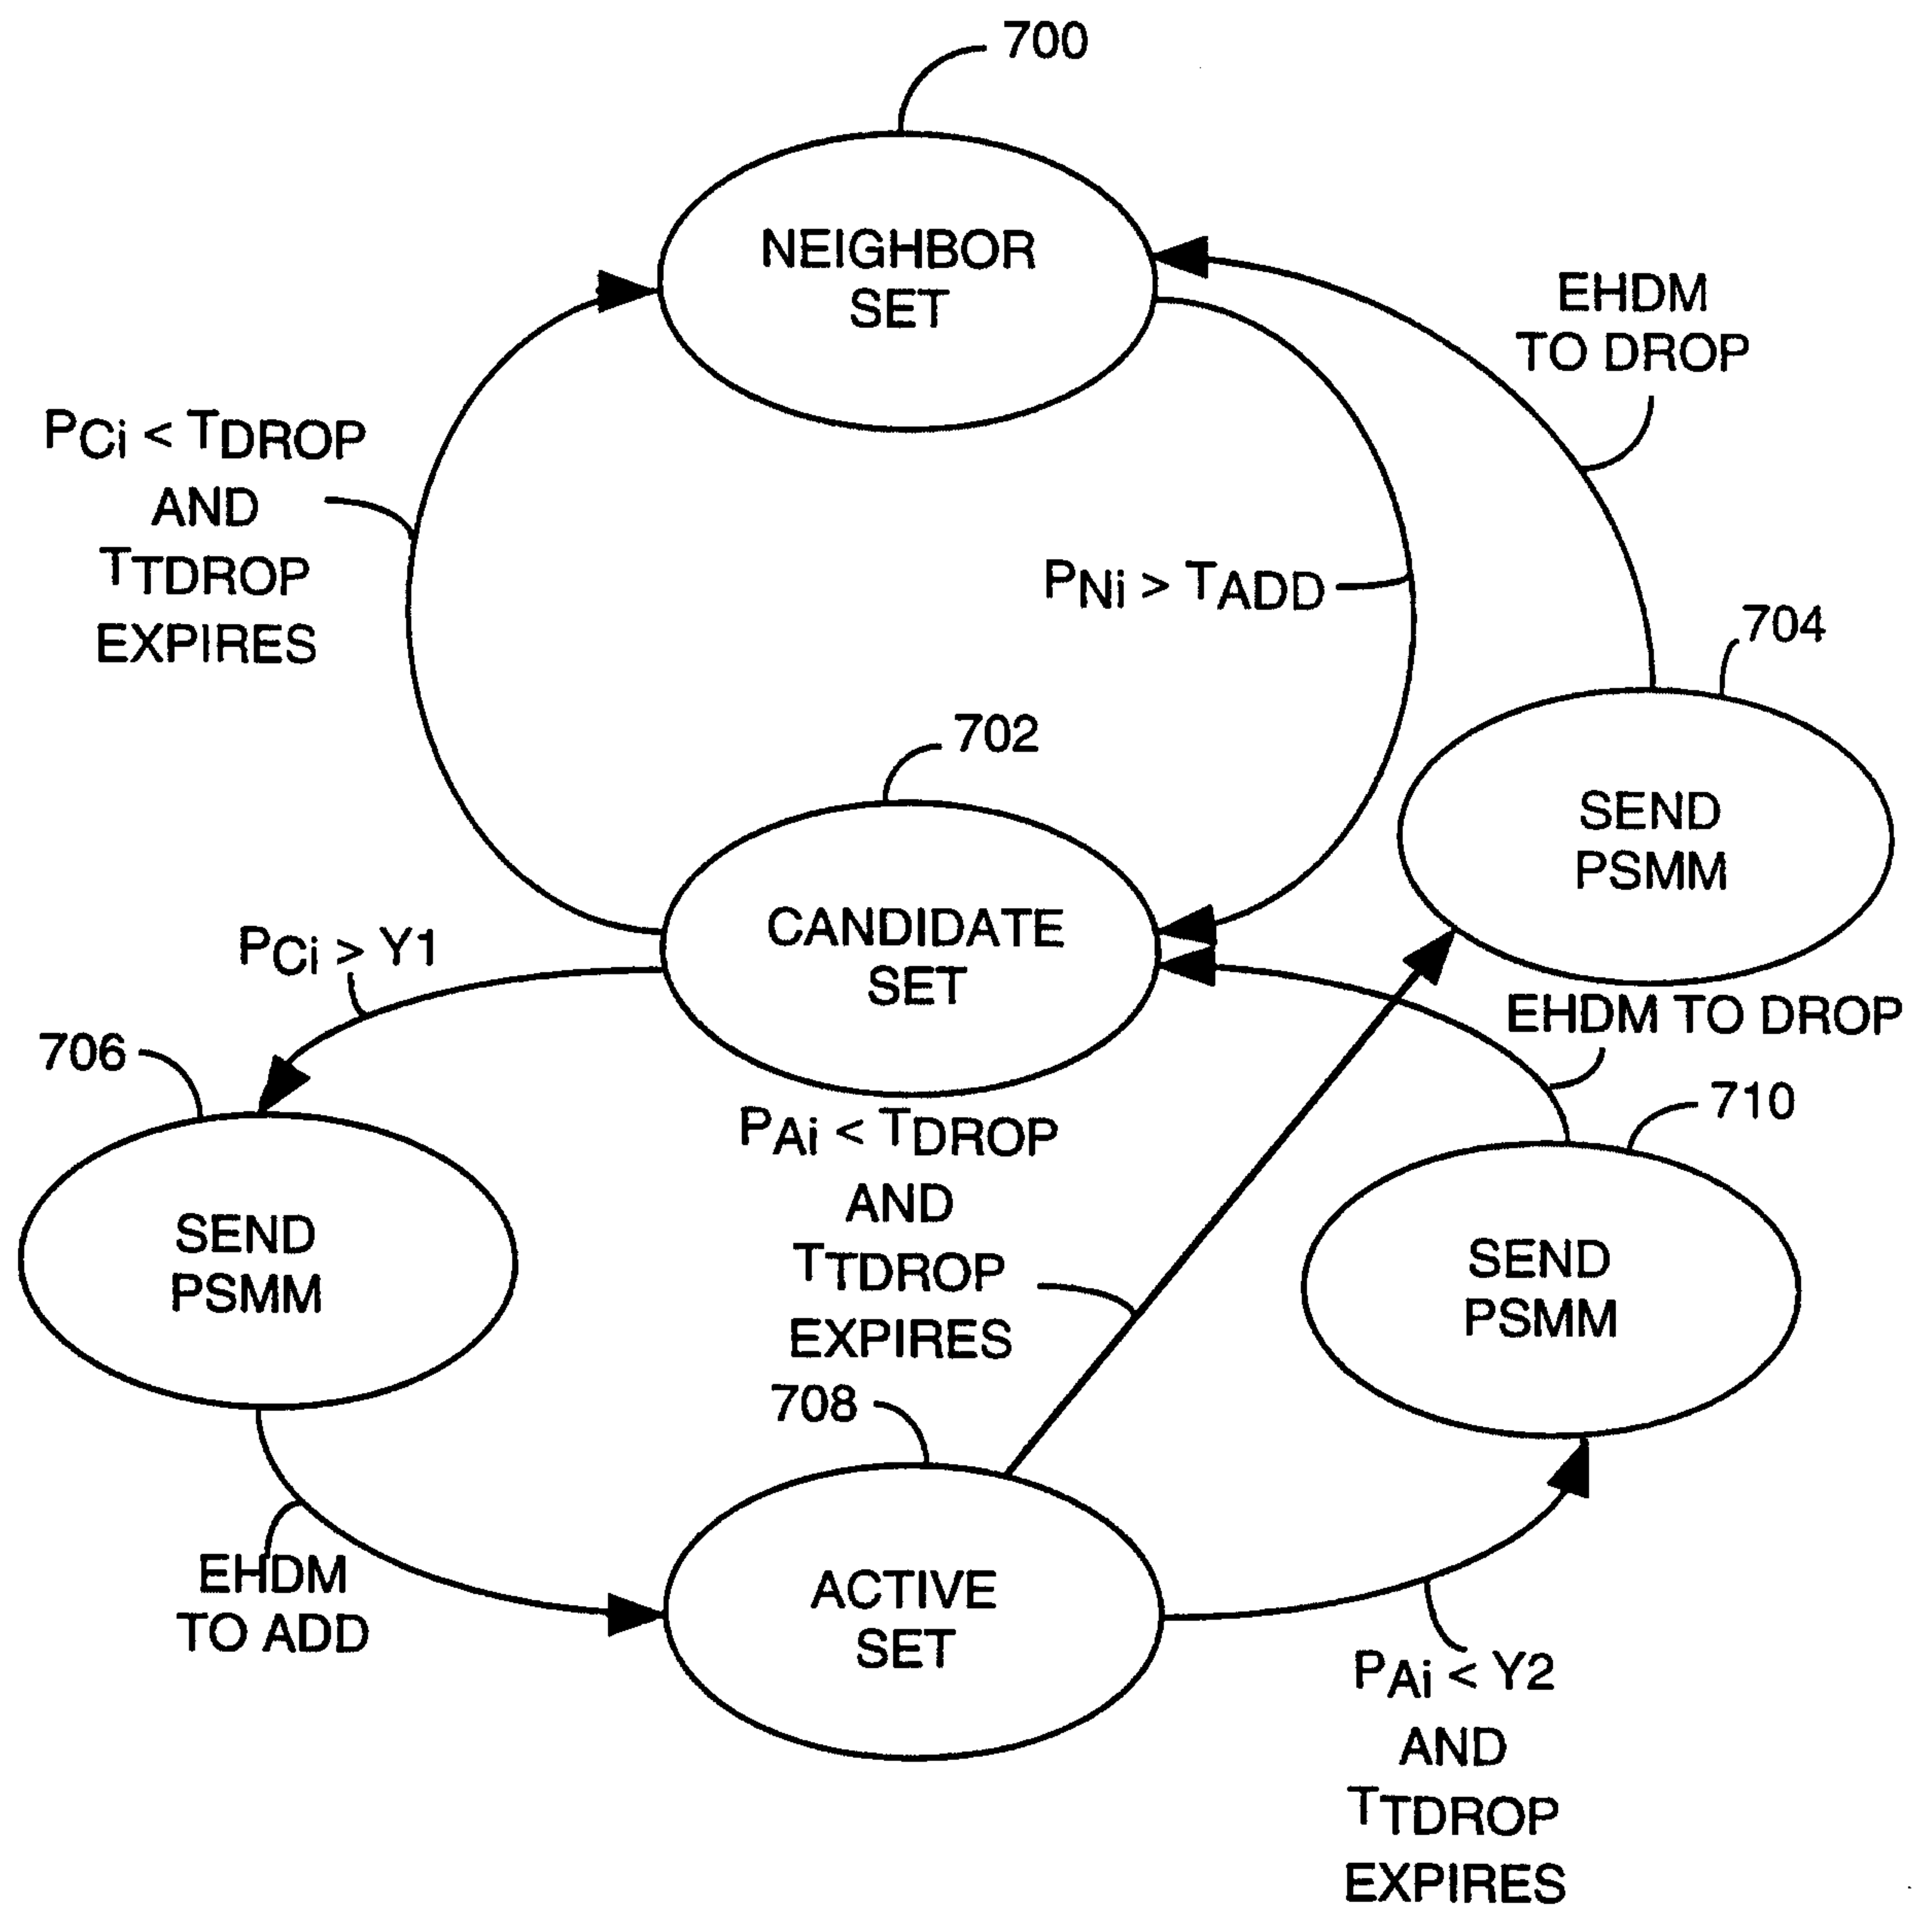 700
NEIGHBOR
SET
EHDM
TO DROP
PCi < TDROP
AND
TTDROP
EXPIRES
PNi > TADD
704
702
SEND
PSMM
CANDIDATE
SET
PCi > Y1
EHDM TO DROP
706
710
PAi < TDROP
AND
TTDROP
EXPIRES
SEND
PSMM
SEND
PSMM
708
EHDM
TO ADD
ACTIVE
SET
PAi < Y2
AND
TTDROP
EXPIRES